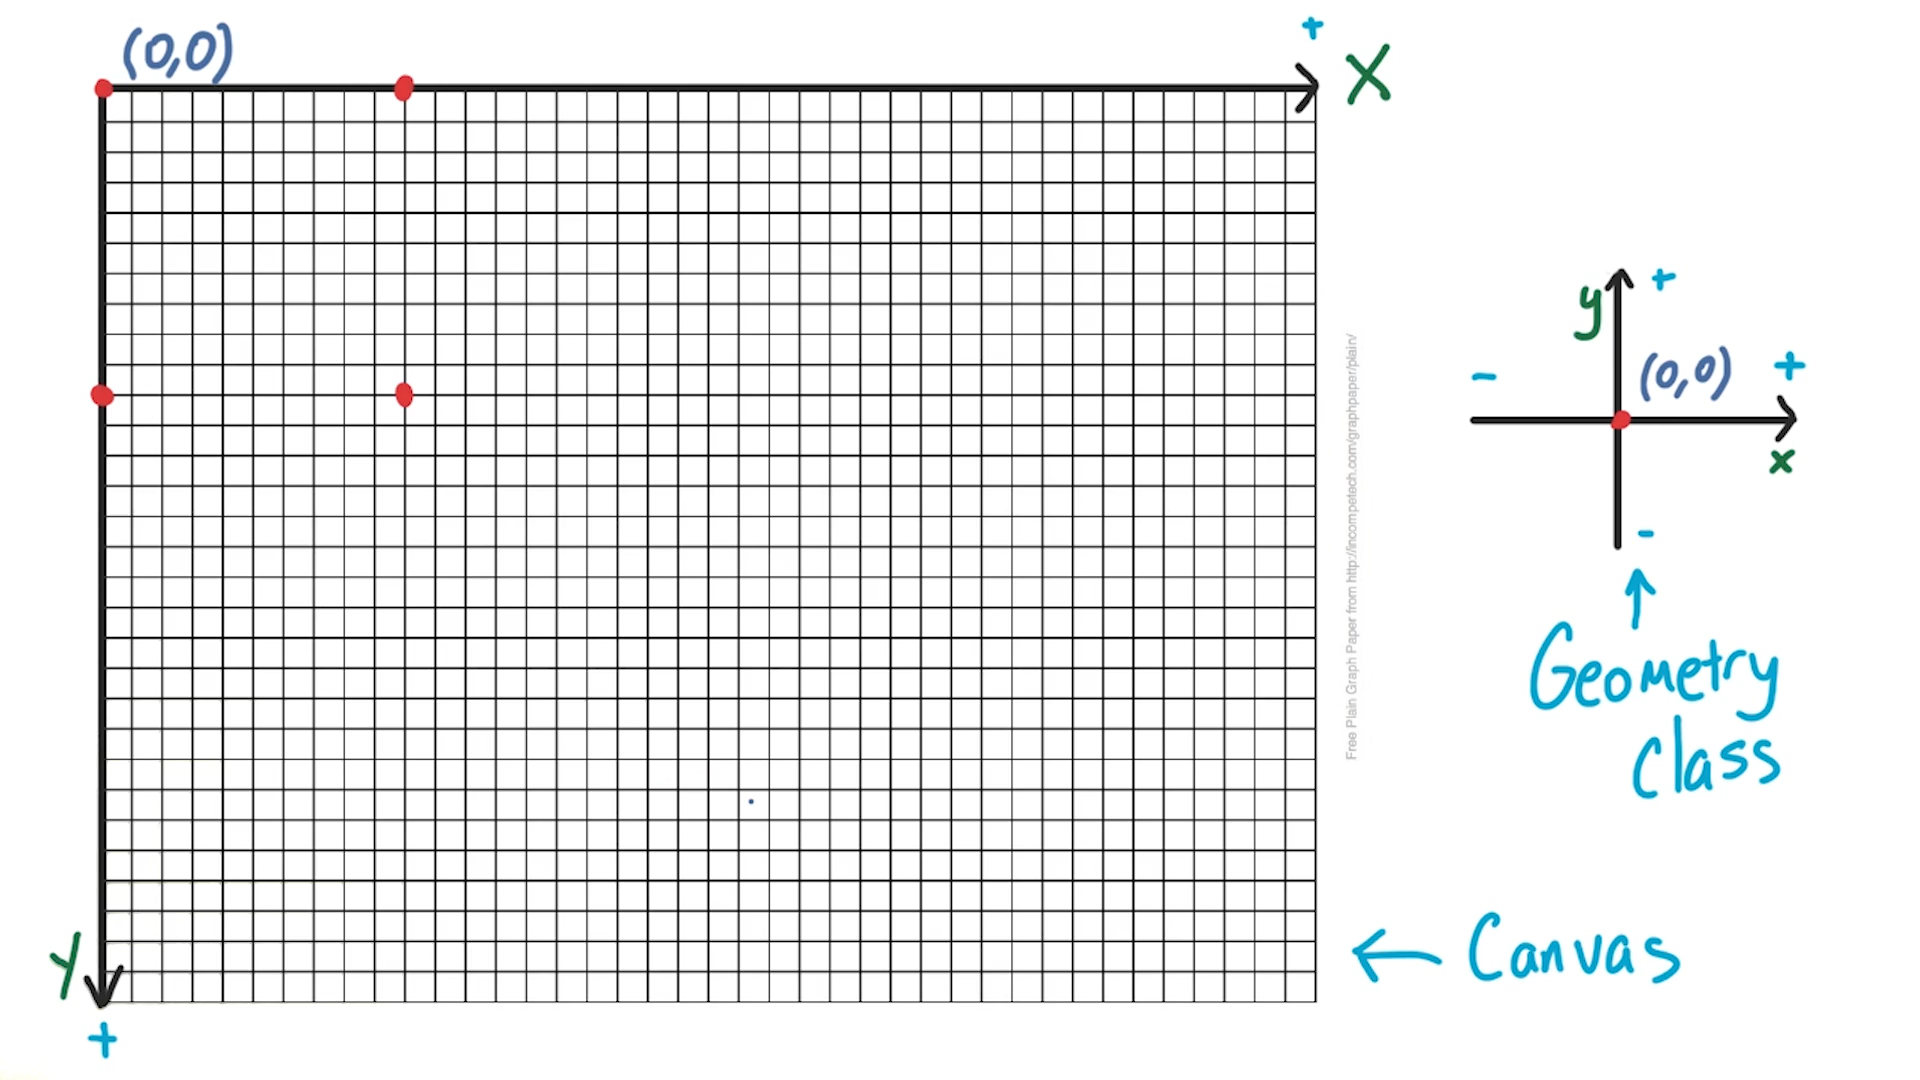 (0,0)
+
X
Y
+
Free Plain Graph Paper from http://incompetech.com/graphpaper/plain/
y
+
-
(0,0)
+
x
-
Geometry
class
Canvas